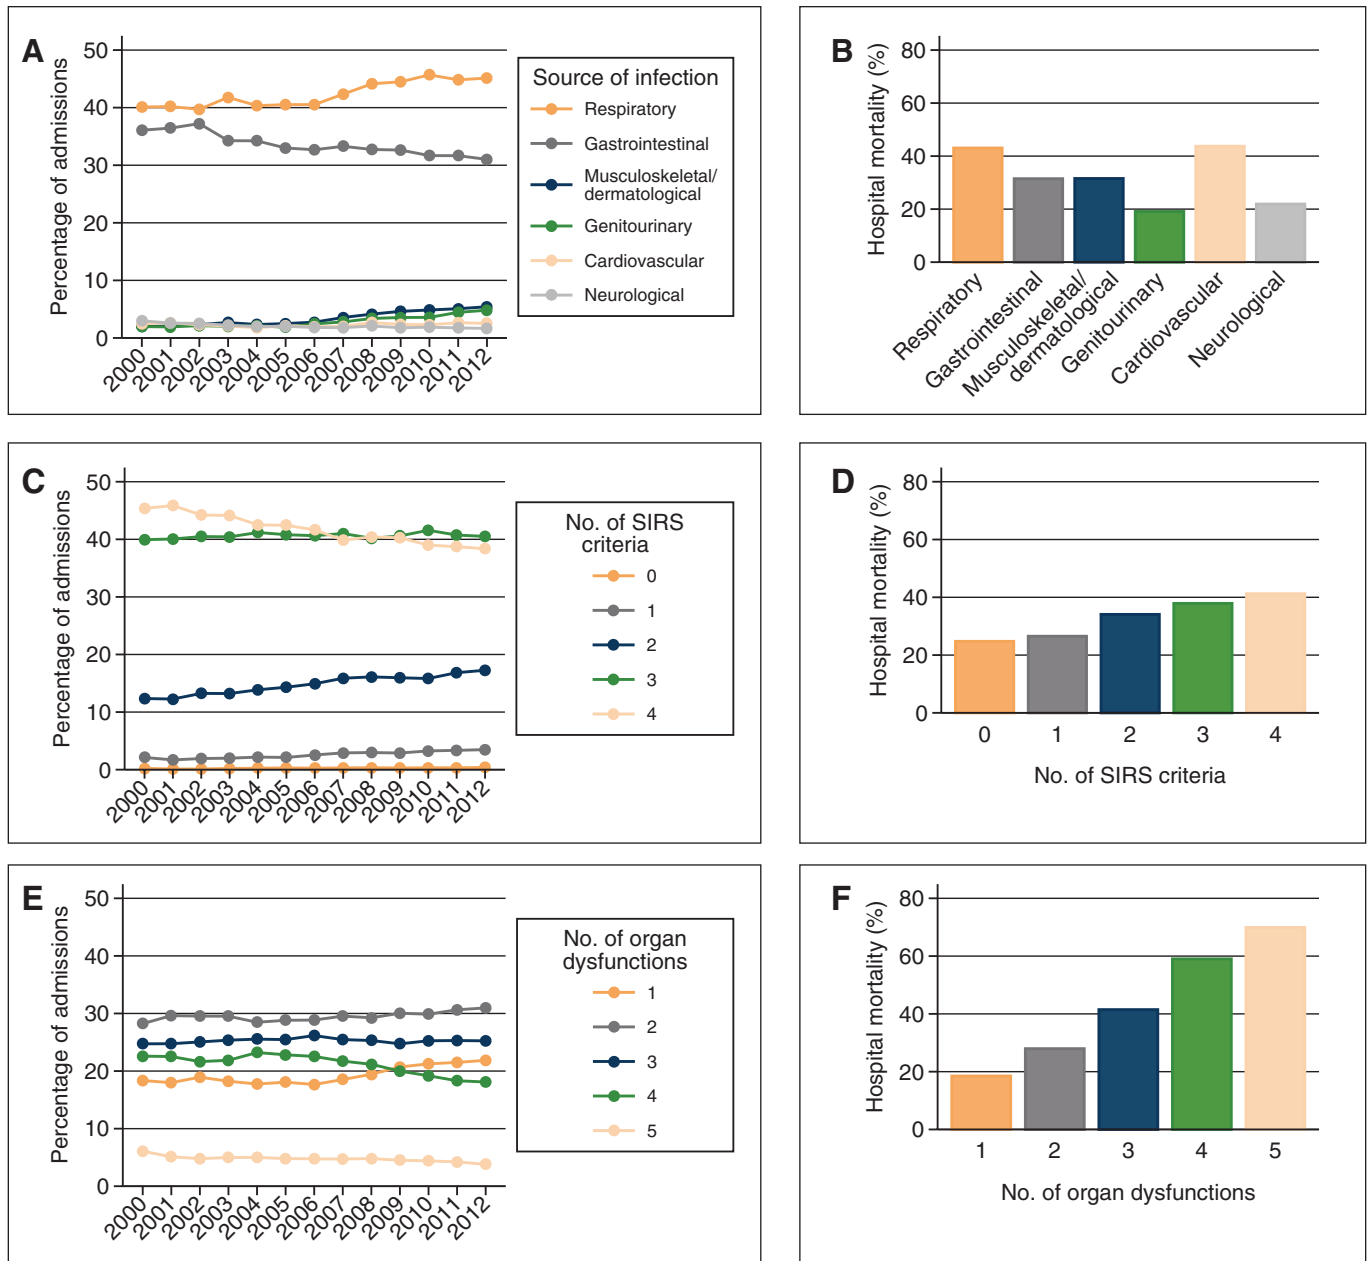 A
Percentage of admissions
50
40
30
20
10
0
2000
2001
2002
2003
2004
2005
2006
2007
2008
2009
2010
2011
2012
Source of infection
Respiratory
Gastrointestinal
Musculoskeletal/
dermatological
Genitourinary
Cardiovascular
Neurological
B
Hospital mortality (%)
80
60
40
20
0
Respiratory
Gastrointestinal
Musculoskeletal/
dermatological
Genitourinary
Cardiovascular
Neurological
C
Percentage of admissions
50
40
30
20
10
0
2000
2001
2002
2003
2004
2005
2006
2007
2008
2009
2010
2011
2012
No. of SIRS
criteria
0
1
2
3
4
D
Hospital mortality (%)
80
60
40
20
0
0
1
2
3
4
No. of SIRS criteria
E
Percentage of admissions
50
40
30
20
10
0
2000
2001
2002
2003
2004
2005
2006
2007
2008
2009
2010
2011
2012
No. of organ
dysfunctions
1
2
3
4
5
F
Hospital mortality (%)
80
60
40
20
0
1
2
3
4
5
No. of organ dysfunctions